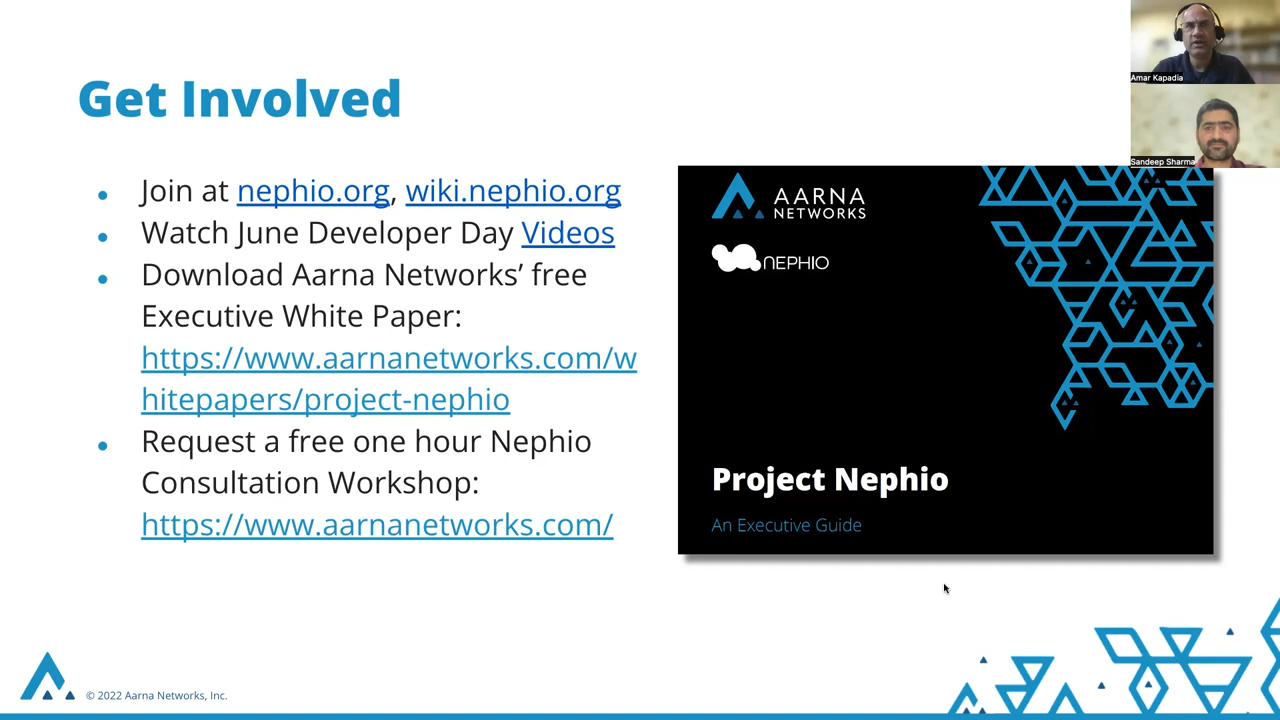 Get Involved
Amar Kapadia
Sandeep Sharma
Join at nephio.org, wiki.nephio.org
Watch June Developer Day Videos
Download Aarna Networks’ free
Executive White Paper:
https://www.aarnanetworks.com/w
hitepapers/project-nephio
Request a free one hour Nephio
Consultation Workshop:
https://www.aarnanetworks.com/
AARNA
NETWORKS
NEPHIO
Project Nephio
An Executive Guide
© 2022 Aarna Networks, Inc.